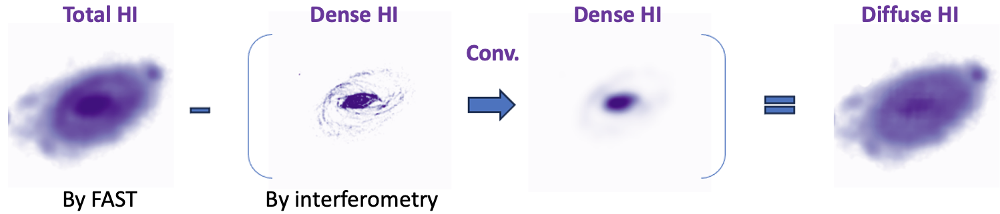 Total HI
Dense HI
Dense HI
Diffuse HI
Conv.
By FAST
By interferometry